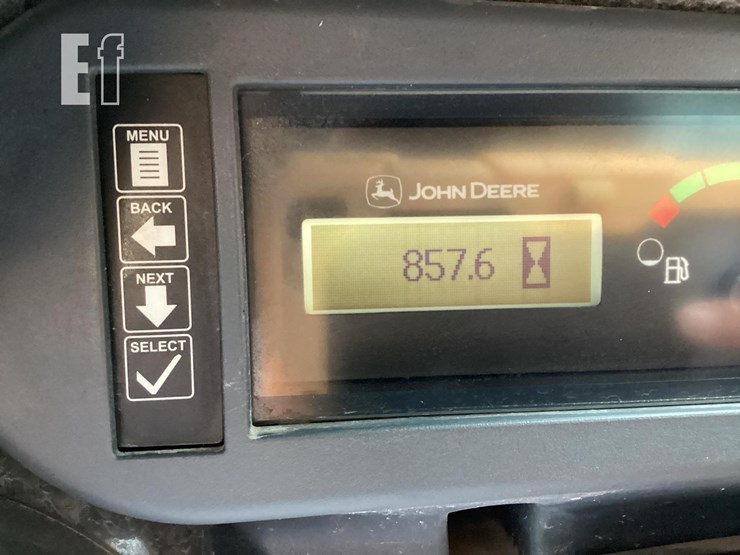 Ef
MENU
BACK
NEXT
SELECT
JOHN DEERE
857.6